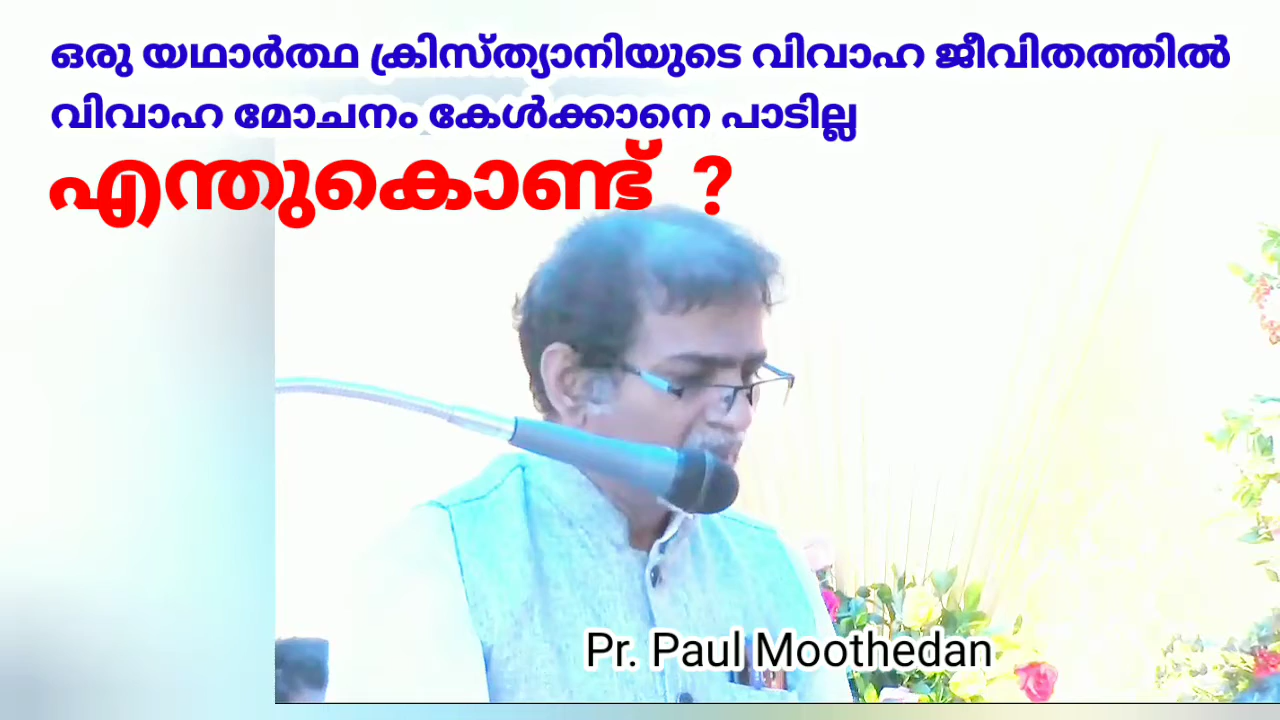 ഒരു യഥാർത്ഥ ക്രിസ്ത്യാനിയുടെ വിവാഹ ജീവിതത്തിൽ
വിവാഹ മോചനം കേൾക്കാനെ പാടില്ല
എന്തുകൊണ്ട് ?
Pr. Paul Moothedan